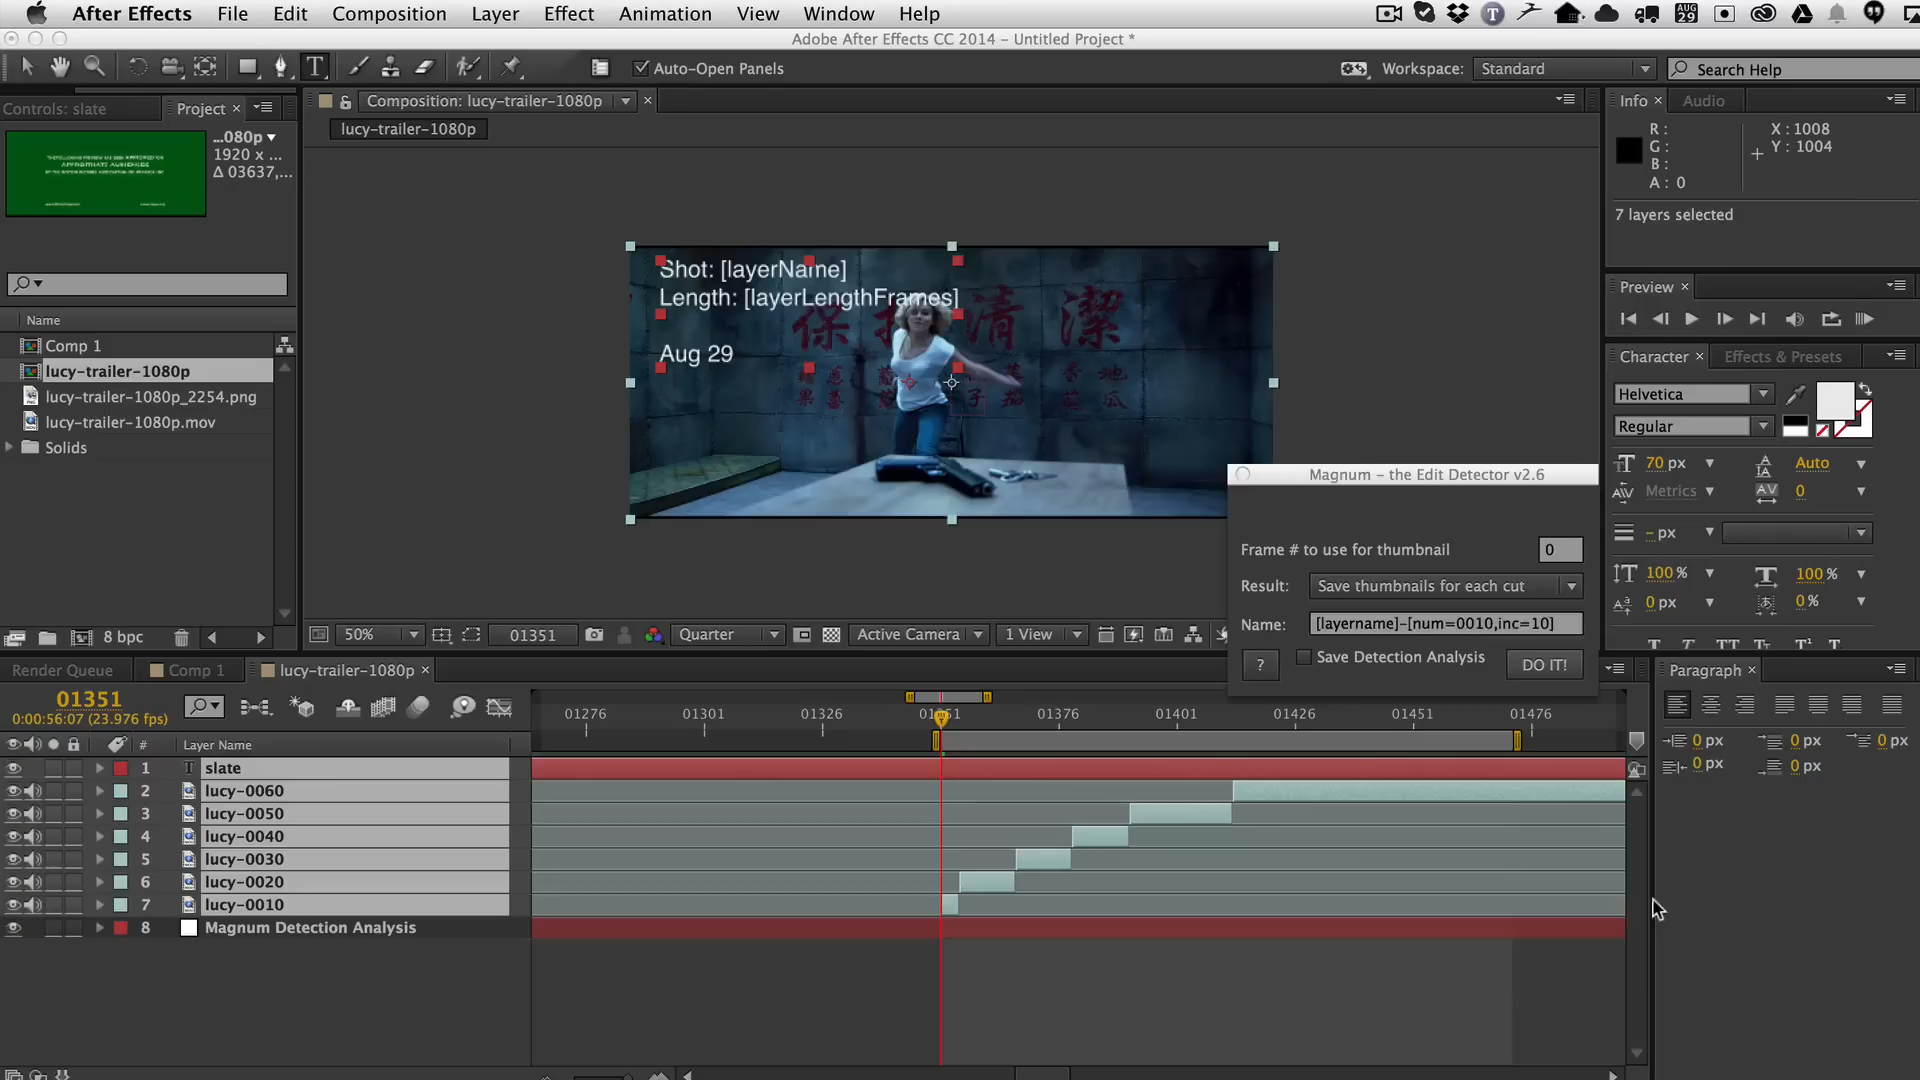 After Effects File Edit Composition Layer Effect Animation View Window Help
AUG 29
Adobe After Effects CC 2014 – Untitled Project *
Auto-Open Panels
Workspace: Standard
Search Help
Controls: slate
Project
Composition: lucy-trailer-1080p
lucy-trailer-1080p
...080p
1920 x ...
Δ 03637,...
Name
Comp 1
lucy-trailer-1080p
lucy-trailer-1080p_2254.png
lucy-trailer-1080p.mov
Solids
8 bpc
Shot: [layerName]
Length: [layerLengthFrames]
Aug 29
清 潔
50%
01351
Quarter
Active Camera
1 View
Magnum – the Edit Detector v2.6
Frame # to use for thumbnail 0
Result: Save thumbnails for each cut
Name: [layername]-[num=0010,inc=10]
? Save Detection Analysis DO IT!
Info Audio
R :
G :
B :
A : 0
X : 1008
Y : 1004
7 layers selected
Preview
Character Effects & Presets
Helvetica
Regular
70 px Auto
Metrics 0
– px
100 % 100 %
0 px 0 %
Render Queue Comp 1 lucy-trailer-1080p
01351
0:00:56:07 (23.976 fps)
01276 01301 01326 01351 01376 01401 01426 01451 01476
# Layer Name
1 slate
2 lucy-0060
3 lucy-0050
4 lucy-0040
5 lucy-0030
6 lucy-0020
7 lucy-0010
8 Magnum Detection Analysis
Paragraph
0 px 0 px 0 px
0 px 0 px